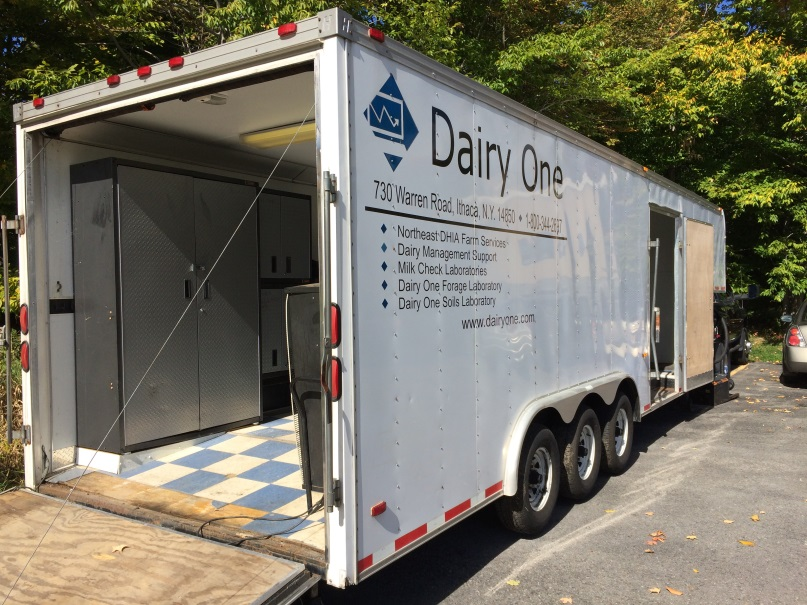 Dairy One
730 Warren Road, Ithaca, N.Y. 14850 • 1-800-344-2697
Northeast DHIA Farm Services
Dairy Management Support
Milk Check Laboratories
Dairy One Forage Laboratory
Dairy One Soils Laboratory
www.dairyone.com